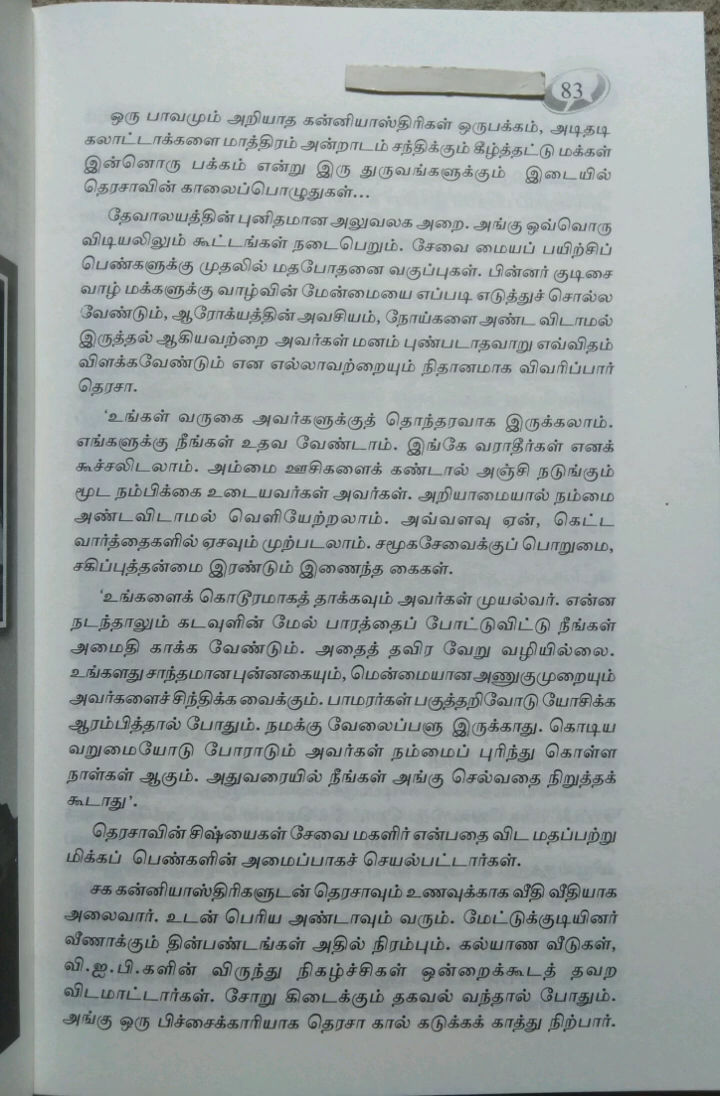 83
ஒரு பாவமும் அறியாத கன்னியாஸ்திரிகள் ஒருபக்கம், அடிதடி
கலாட்டாக்களை மாத்திரம் அன்றாடம் சந்திக்கும் கீழ்த்தட்டு மக்கள்
இன்னொரு பக்கம் என்று இரு துருவங்களுக்கும் இடையில்
தெரசாவின் காலைப்பொழுதுகள்...
தேவாலயத்தின் புனிதமான அலுவலக அறை. அங்கு ஒவ்வொரு
விடியலிலும் கூட்டங்கள் நடைபெறும். சேவை மையப் பயிற்சிப்
பெண்களுக்கு முதலில் மதபோதனை வகுப்புகள். பின்னர் குடிசை
வாழ் மக்களுக்கு வாழ்வின் மேன்மையை எப்படி எடுத்துச் சொல்ல
வேண்டும், ஆரோக்யத்தின் அவசியம், நோய்களை அண்ட விடாமல்
இருத்தல் ஆகியவற்றை அவர்கள் மனம் புண்படாதவாறு எவ்விதம்
விளக்கவேண்டும் என எல்லாவற்றையும் நிதானமாக விவரிப்பார்
தெரசா.
‘உங்கள் வருகை அவர்களுக்குத் தொந்தரவாக இருக்கலாம்.
எங்களுக்கு நீங்கள் உதவ வேண்டாம். இங்கே வராதீர்கள் எனக்
கூச்சலிடலாம். அம்மை ஊசிகளைக் கண்டால் அஞ்சி நடுங்கும்
மூட நம்பிக்கை உடையவர்கள் அவர்கள். அறியாமையால் நம்மை
அண்டவிடாமல் வெளியேற்றலாம். அவ்வளவு ஏன், கெட்ட
வார்த்தைகளில் ஏசவும் முற்படலாம். சமூகசேவைக்குப் பொறுமை,
சகிப்புத்தன்மை இரண்டும் இணைந்த கைகள்.
‘உங்களைக் கொடூரமாகத் தாக்கவும் அவர்கள் முயல்வர். என்ன
நடந்தாலும் கடவுளின் மேல் பாரத்தைப் போட்டுவிட்டு நீங்கள்
அமைதி காக்க வேண்டும். அதைத் தவிர வேறு வழியில்லை.
உங்களது சாந்தமான புன்னகையும், மென்மையான அணுகுமுறையும்
அவர்களைச் சிந்திக்க வைக்கும். பாமரர்கள் பகுத்தறிவோடு யோசிக்க
ஆரம்பித்தால் போதும். நமக்கு வேலைப்பளு இருக்காது. கொடிய
வறுமையோடு போராடும் அவர்கள் நம்மைப் புரிந்து கொள்ள
நாள்கள் ஆகும். அதுவரையில் நீங்கள் அங்கு செல்வதை நிறுத்தக்
கூடாது’.
தெரசாவின் சிஷ்யைகள் சேவை மகளிர் என்பதை விட மதப்பற்று
மிக்கப் பெண்களின் அமைப்பாகச் செயல்பட்டார்கள்.
சக கன்னியாஸ்திரிகளுடன் தெரசாவும் உணவுக்காக வீதி வீதியாக
அலைவார். உடன் பெரிய அண்டாவும் வரும். மேட்டுக்குடியினர்
வீணாக்கும் தின்பண்டங்கள் அதில் நிரம்பும். கல்யாண வீடுகள்,
வி.ஐ.பி.களின் விருந்து நிகழ்ச்சிகள் ஒன்றைக்கூடத் தவற
விடமாட்டார்கள். சோறு கிடைக்கும் தகவல் வந்தால் போதும்.
அங்கு ஒரு பிச்சைக்காரியாக தெரசா கால் கடுக்கக் காத்து நிற்பார்.